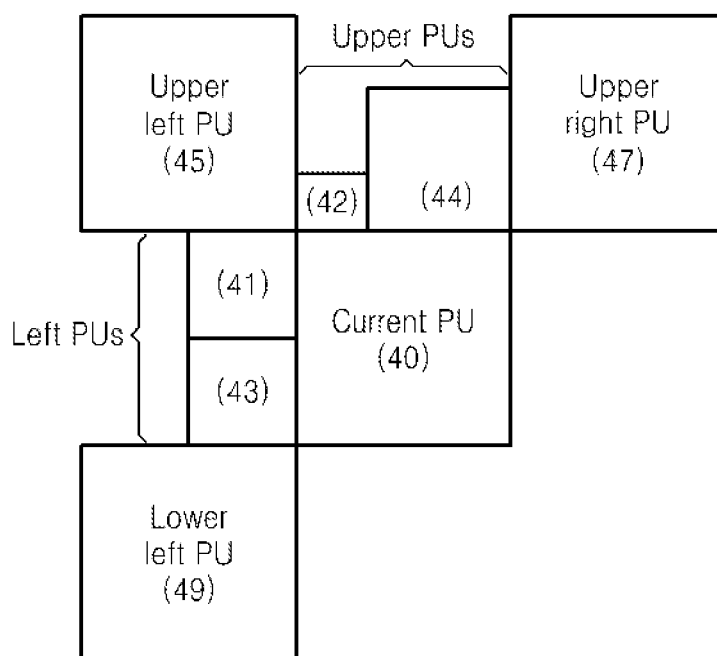 Upper PUs
Upper
left PU
(45)
Upper
right PU
(47)
(42)
(44)
Left PUs
(41)
(43)
Current PU
(40)
Lower
left PU
(49)